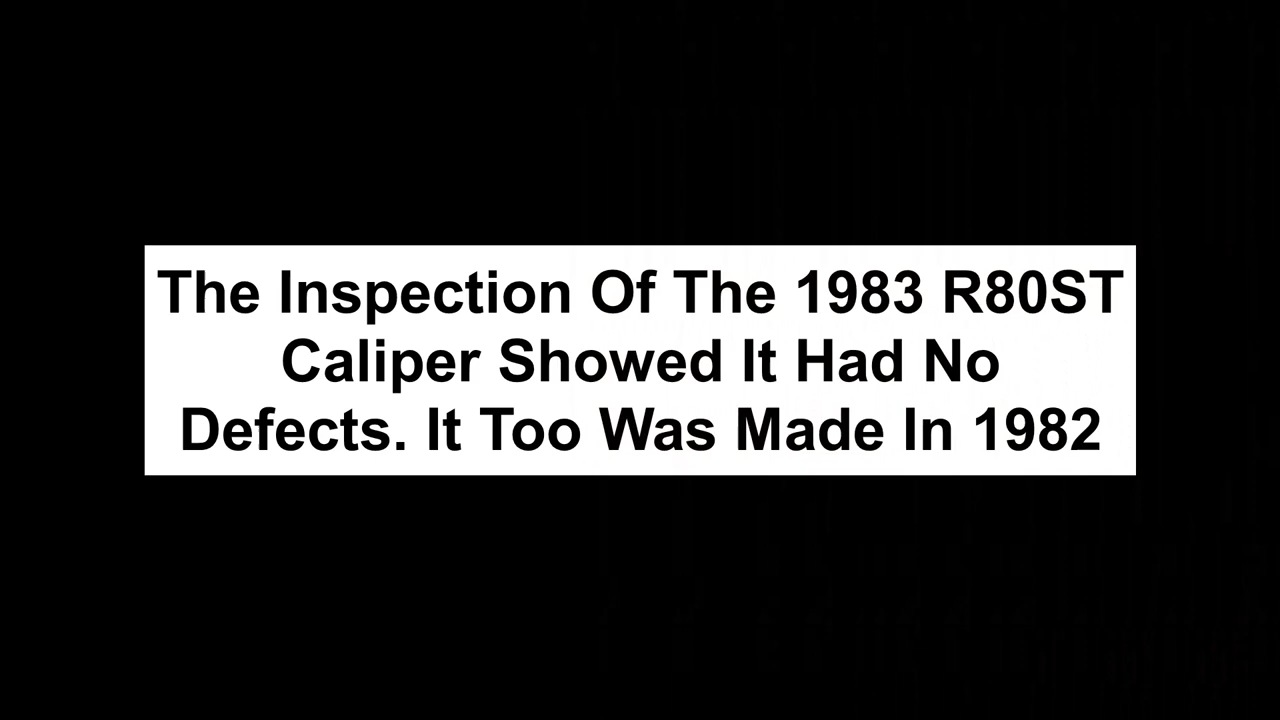 The Inspection Of The 1983 R80ST
Caliper Showed It Had No
Defects. It Too Was Made In 1982